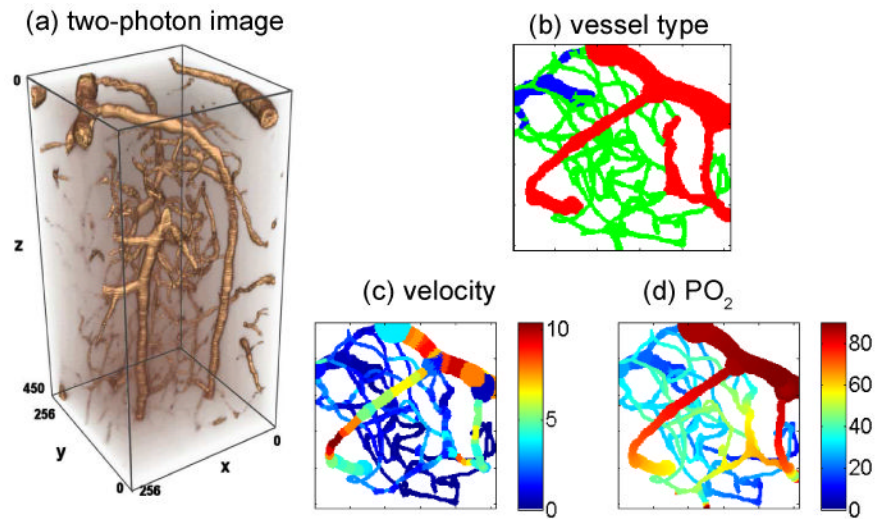 (a) two-photon image
0
z
450
256
y
0
256
x
0
(b) vessel type
(c) velocity
10
5
0
(d) PO₂
80
60
40
20
0